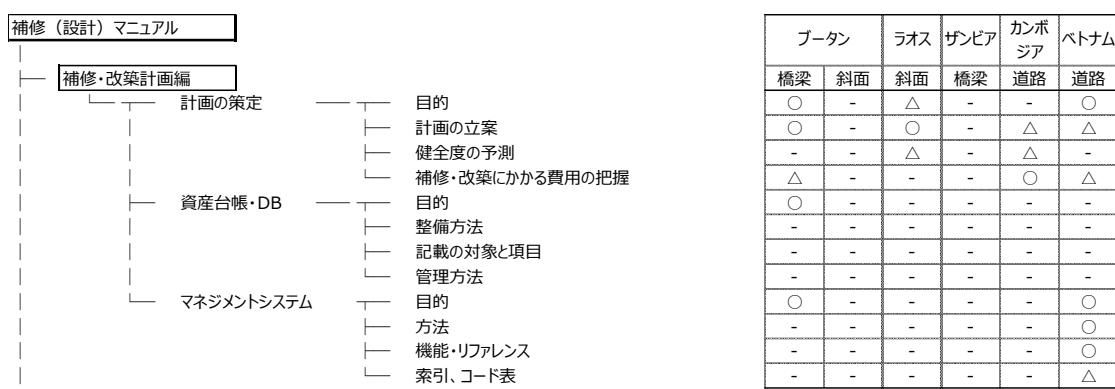 補修（設計）マニュアル
ブータン ラオス ザンビア カンボジア ベトナム
補修・改築計画編 橋梁 斜面 斜面 橋梁 道路 道路
計画の策定 目的 ○ - △ - - ○
計画の立案 ○ - ○ - △ △
健全度の予測 - - △ - △ -
補修・改築にかかる費用の把握 △ - - - ○ △
資産台帳・DB 目的 ○ - - - - -
整備方法 - - - - - -
記載の対象と項目 - - - - - -
管理方法 - - - - - -
マネジメントシステム 目的 ○ - - - - ○
方法 - - - - - ○
機能・リファレンス - - - - - ○
索引、コード表 - - - - - △